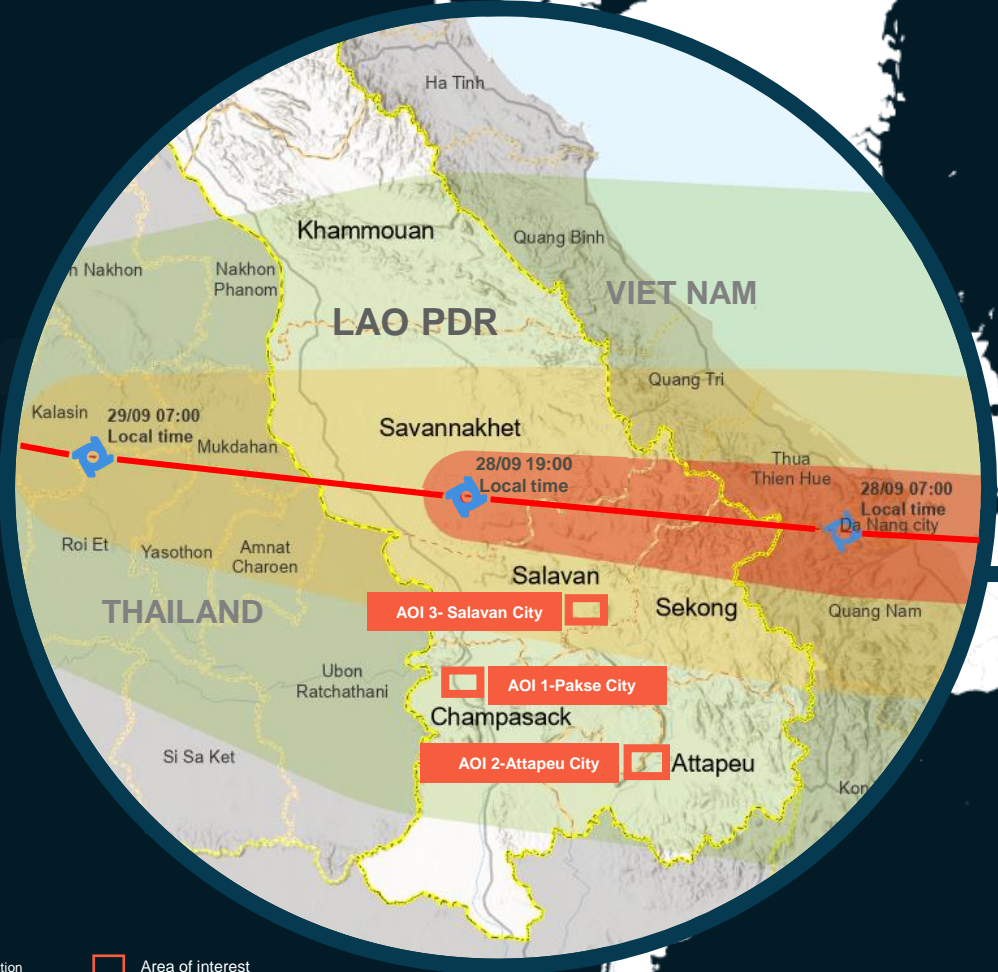 Ha Tinh
Khammouan
Quang Binh
Nakhon
Nakhon
Phanom
VIET NAM
LAO PDR
Quang Tri
Kalasin
29/09 07:00
Local time
Savannakhet
Mukdahan
28/09 19:00
Local time
Thua
Thien Hue
28/09 07:00
Local time
Da Nang city
Roi Et
Yasothon
Amnat
Charoen
Salavan
THAILAND
AOI 3- Salavan City
Sekong
Quang Nam
Ubon
Ratchathani
AOI 1-Pakse City
Champasack
Si Sa Ket
AOI 2-Attapeu City
Attapeu
Kon
Area of interest